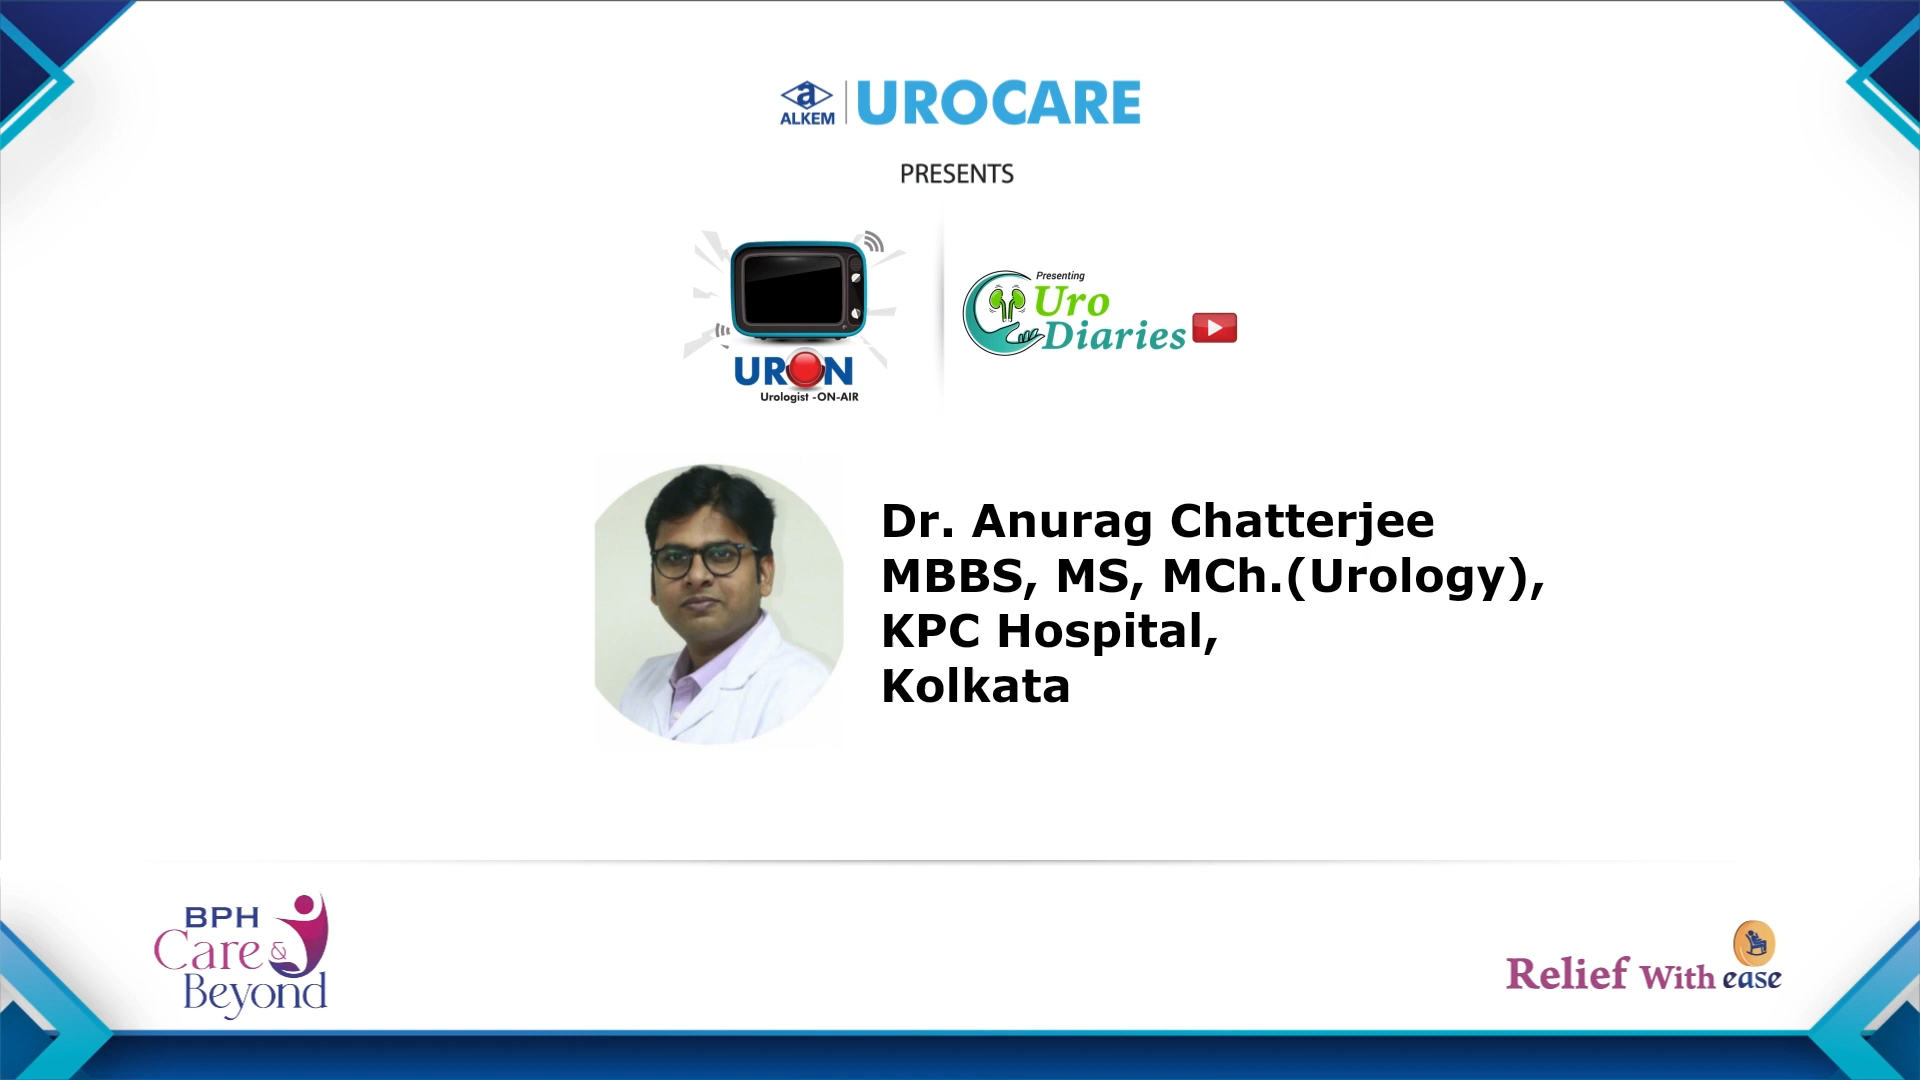 ALKEM UROCARE
PRESENTS
Presenting
Uro
Diaries
URON
Urologist -ON-AIR
Dr. Anurag Chatterjee
MBBS, MS, MCh.(Urology),
KPC Hospital,
Kolkata
BPH
Care &
Beyond
Relief With ease